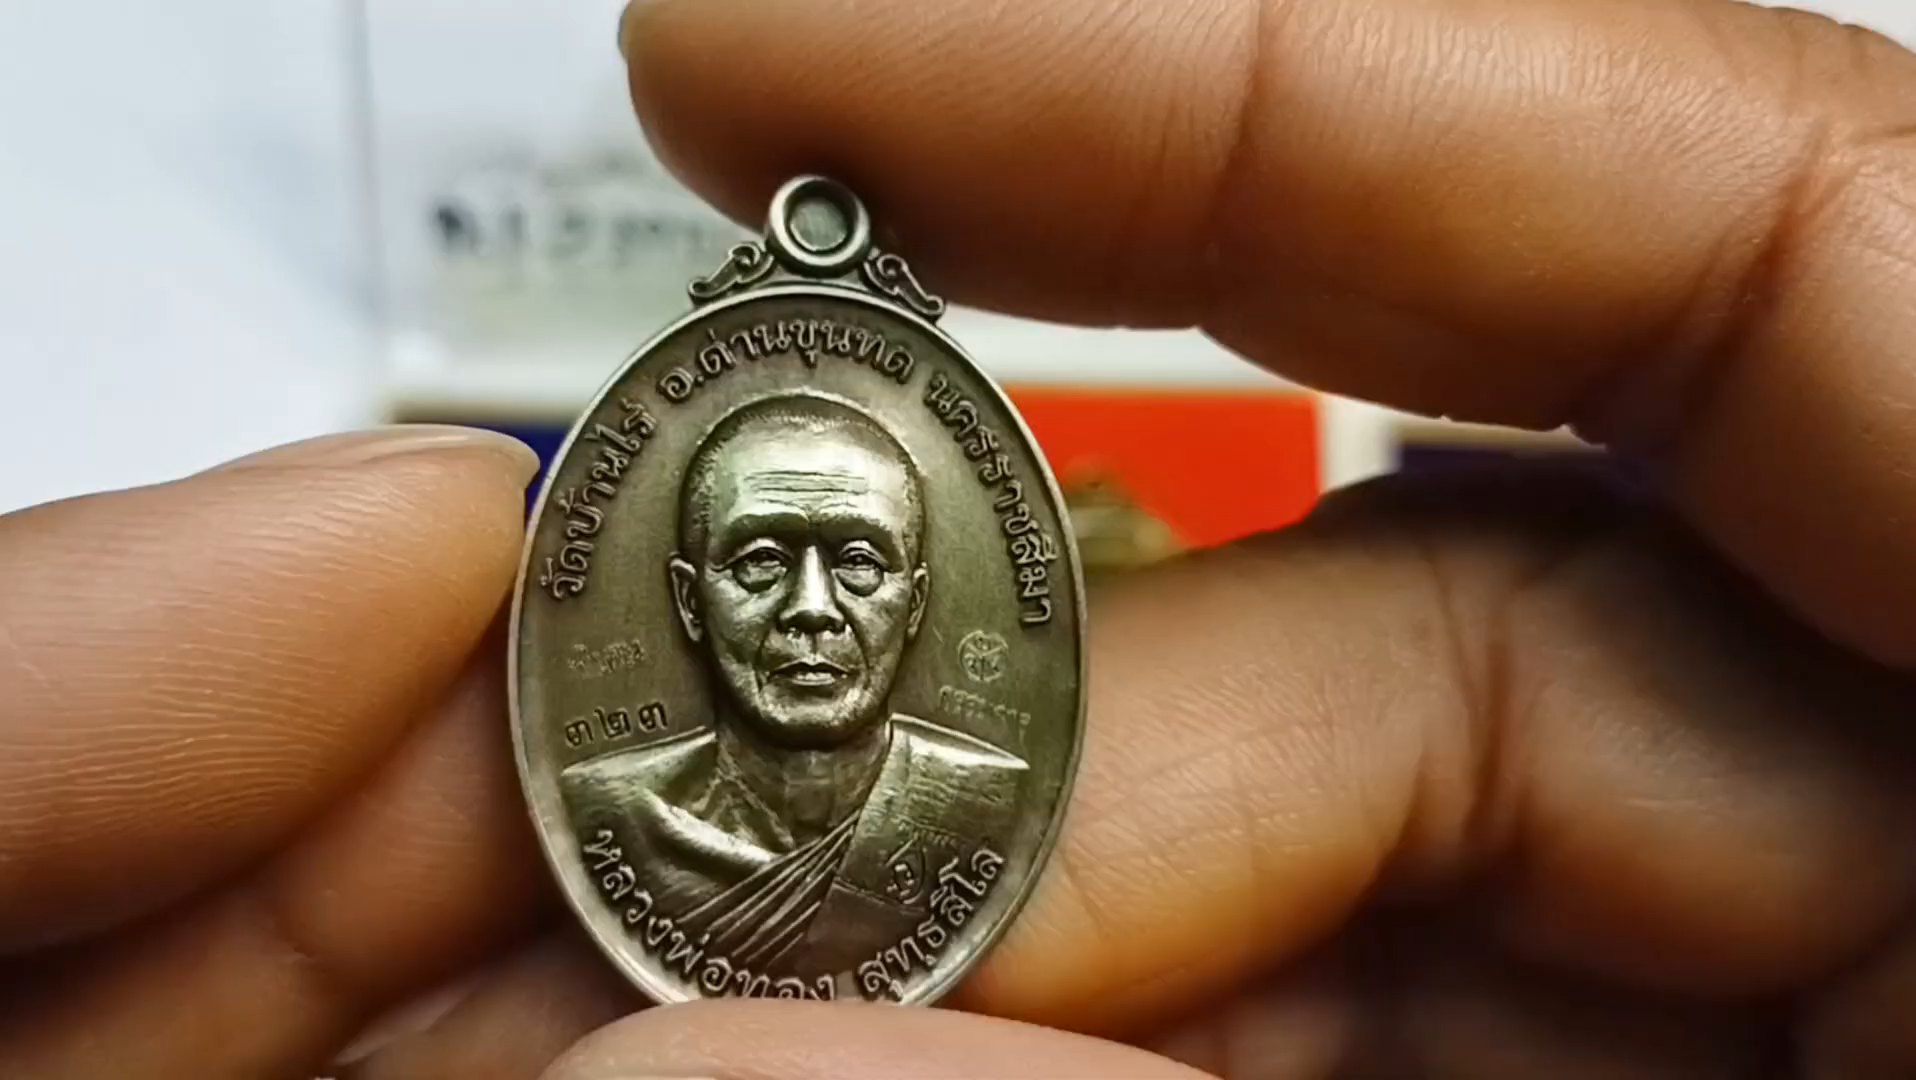 วัดบ้านไร่ อ.ด่านขุนทด นครราชสีมา
๓๒๓
หลวงพ่อทอง สุทฺธสีโล